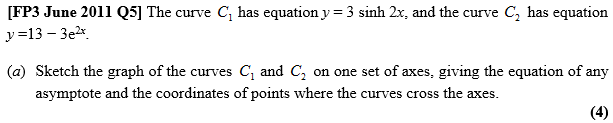 [FP3 June 2011 Q5] The curve C₁ has equation y = 3 sinh 2x, and the curve C₂ has equation
y =13 – 3e²ˣ.
(a) Sketch the graph of the curves C₁ and C₂ on one set of axes, giving the equation of any
asymptote and the coordinates of points where the curves cross the axes.
(4)